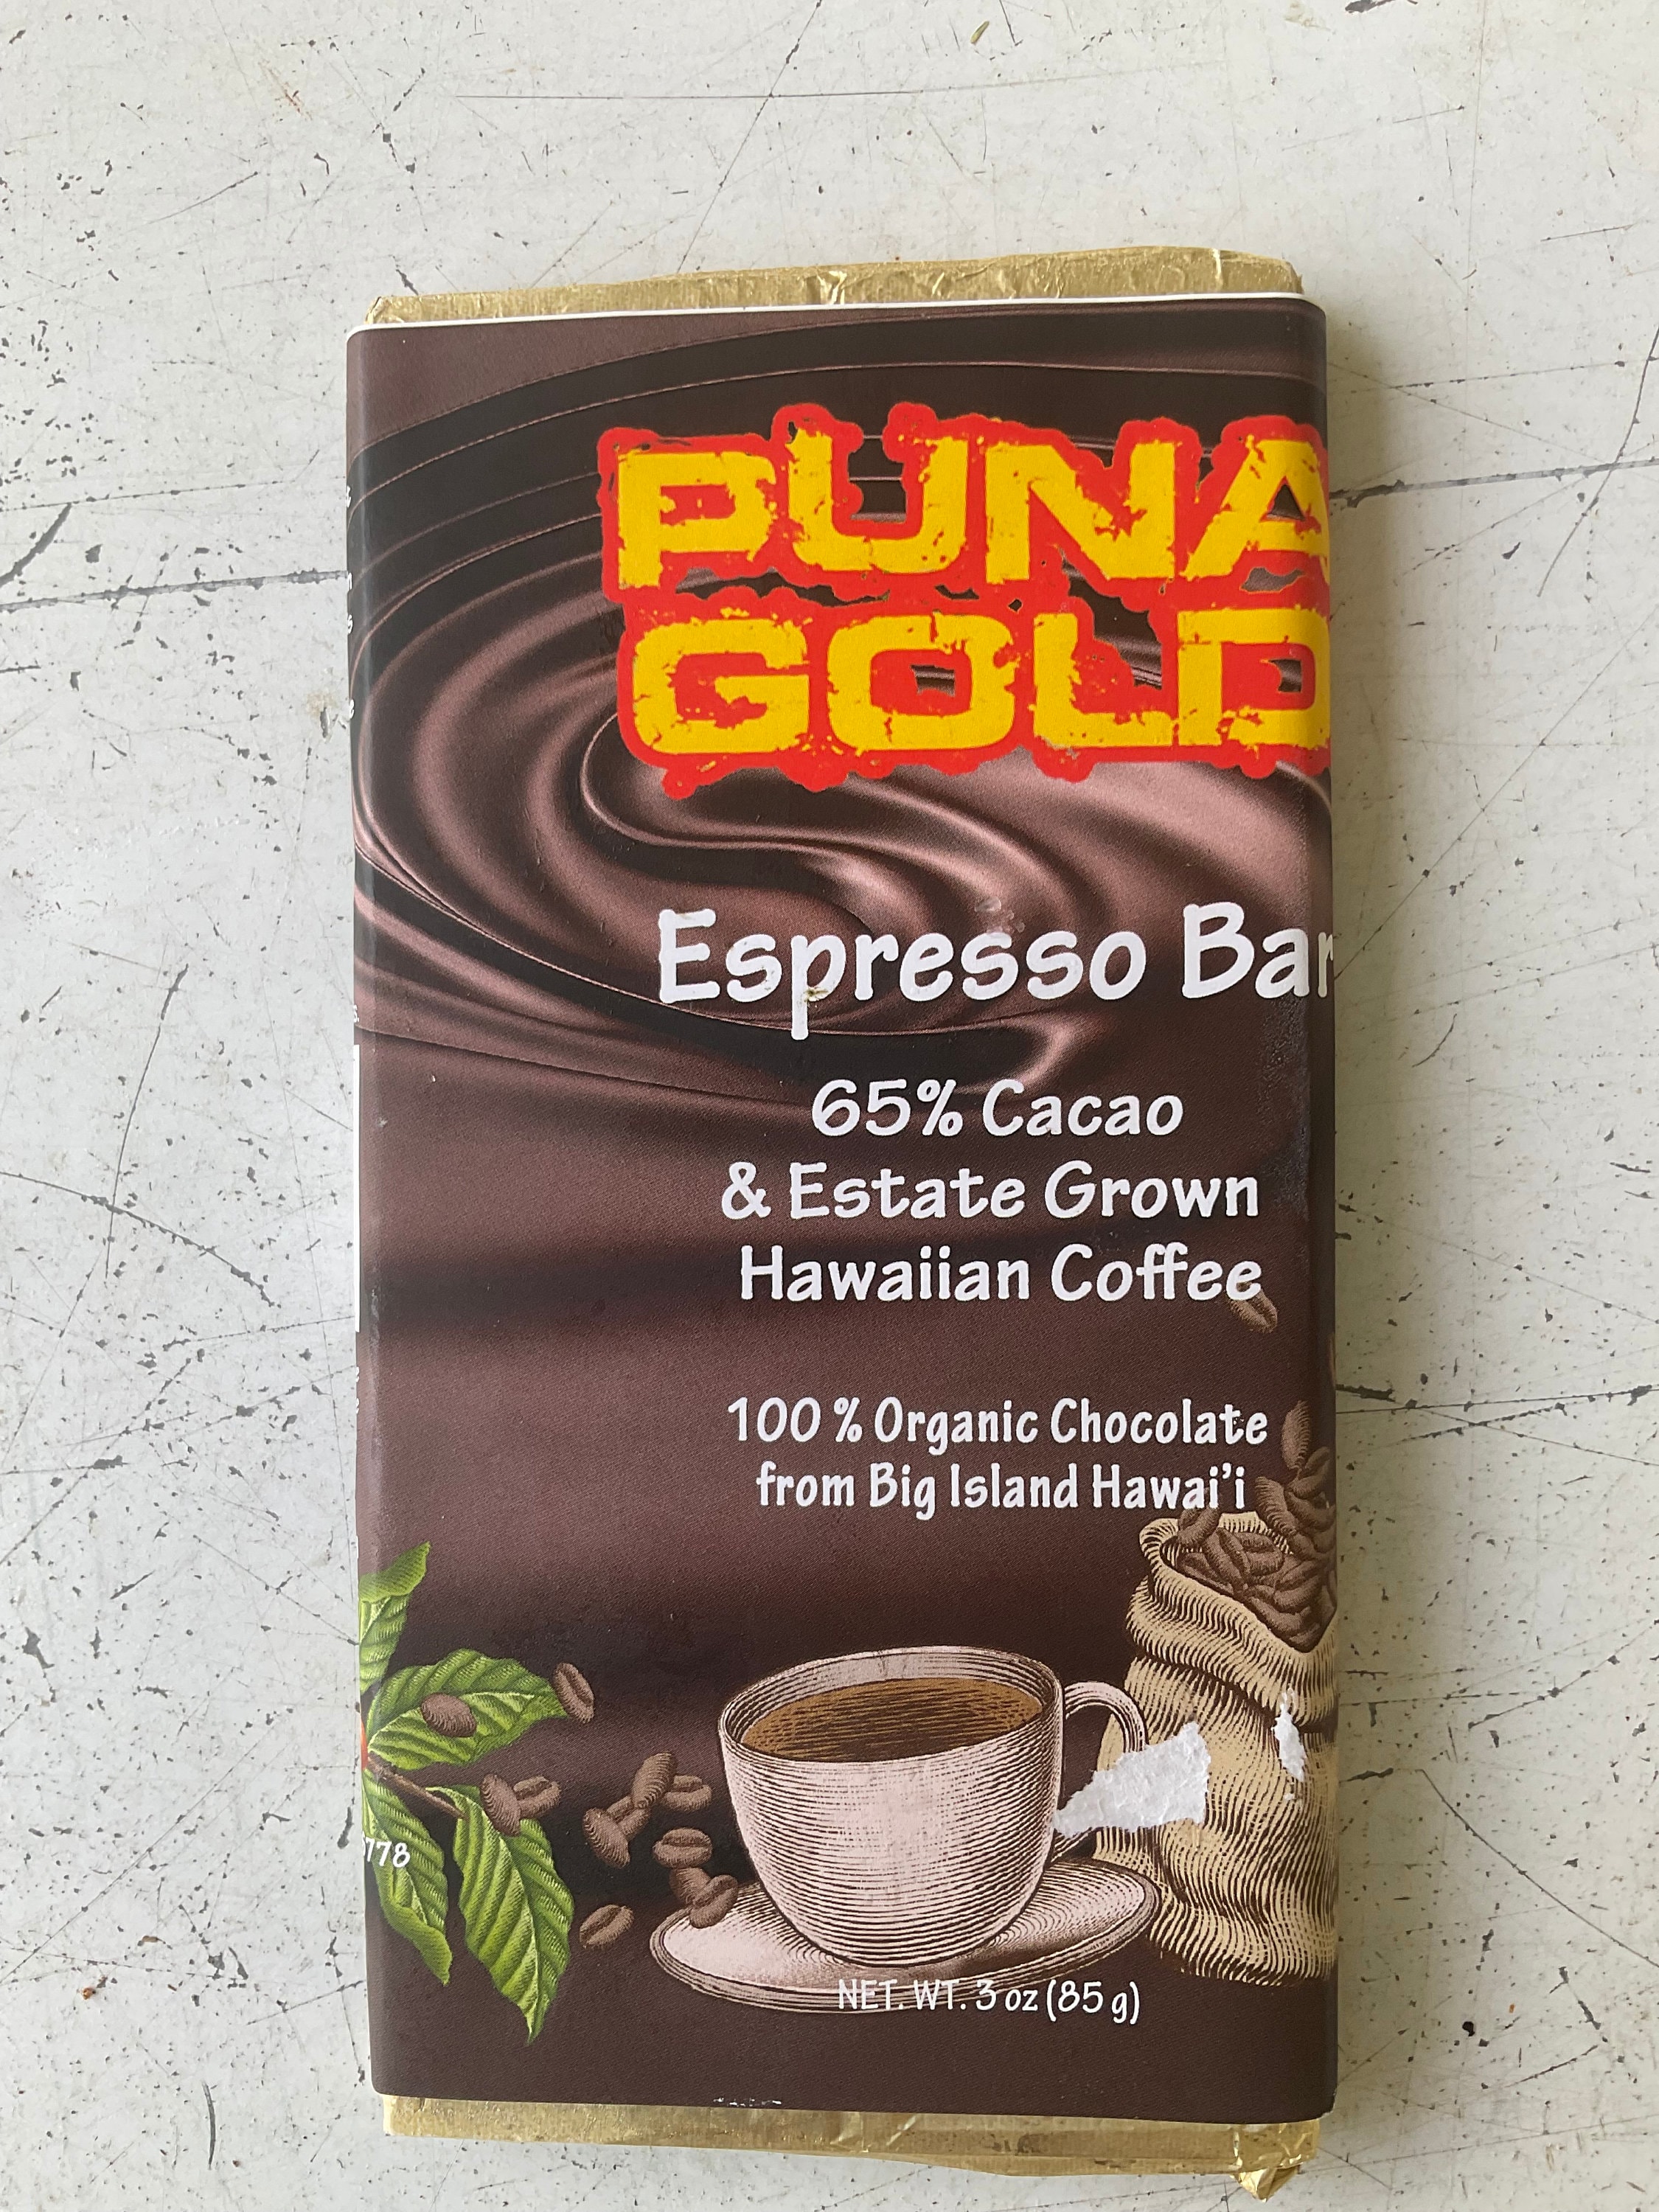 PUNA
GOLD
Espresso Bar
65% Cacao
& Estate Grown
Hawaiian Coffee
100% Organic Chocolate
from Big Island Hawai'i
778
NET. WT. 3 oz (85 g)